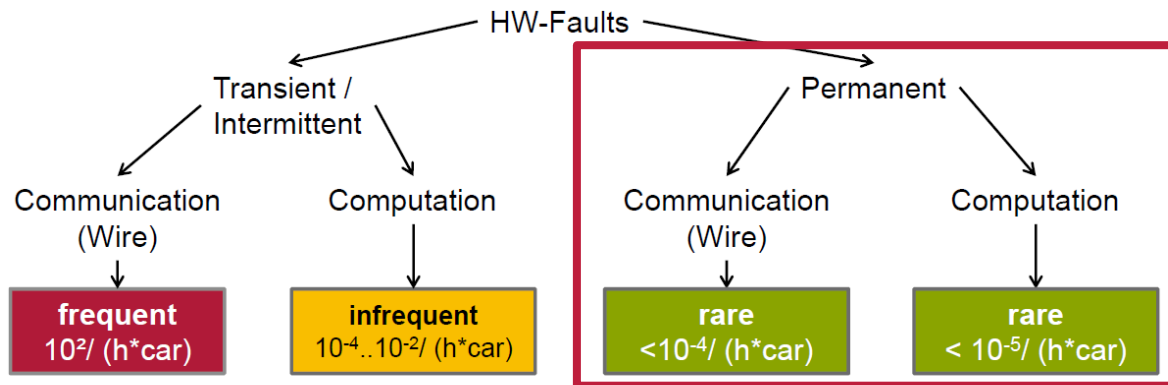 HW-Faults
Transient /
Intermittent
Permanent
Communication
(Wire)
Computation
Communication
(Wire)
Computation
frequent
10²/ (h*car)
infrequent
10⁻⁴..10⁻²/ (h*car)
rare
<10⁻⁴/ (h*car)
rare
< 10⁻⁵/ (h*car)